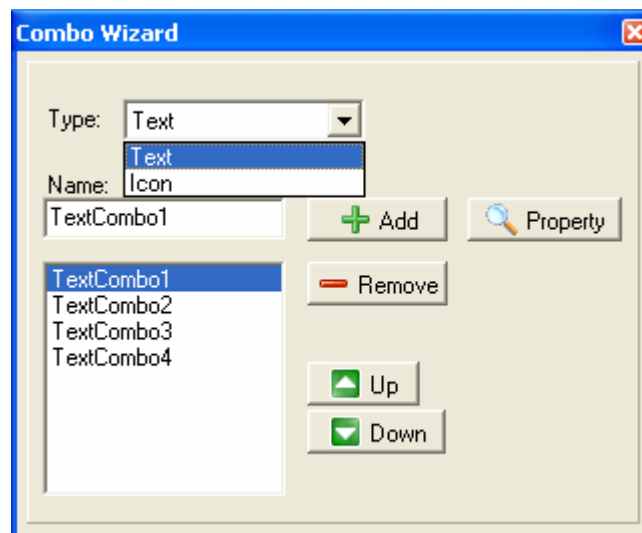 Combo Wizard
Type:
Text
Text
Icon
Name:
TextCombo1
Add
Property
TextCombo1
TextCombo2
TextCombo3
TextCombo4
Remove
Up
Down